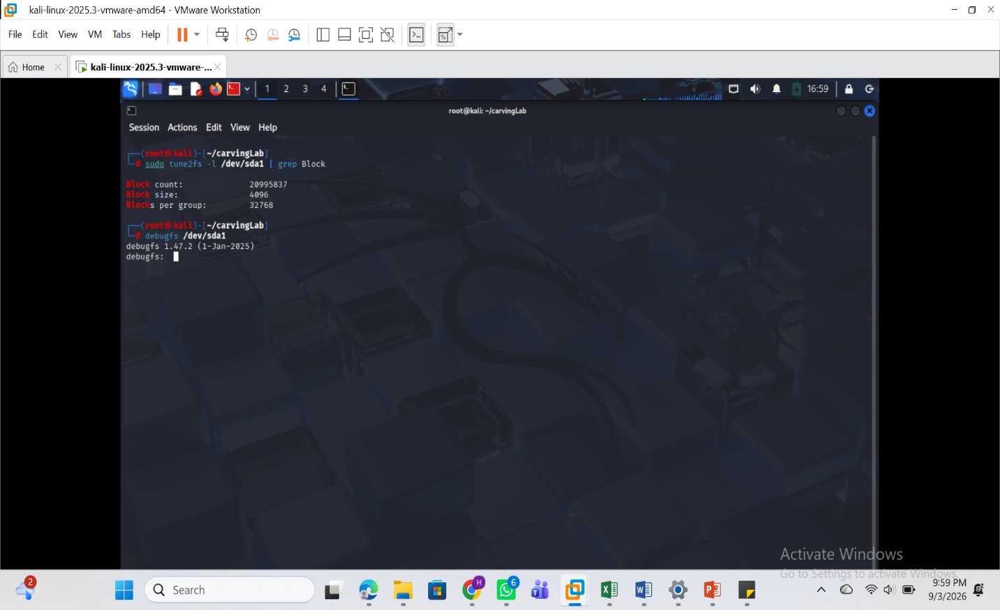 kali-linux-2025.3-vmware-amd64 - VMware Workstation
File Edit View VM Tabs Help
Home
kali-linux-2025.3-vmware-...
1 2 3 4
16:59
root@kali: ~/carvingLab
Session Actions Edit View Help
(root㉿kali)-[~/carvingLab]
# sudo tune2fs -l /dev/sda1 | grep Block
Block count: 20995837
Block size: 4096
Blocks per group: 32768
(root㉿kali)-[~/carvingLab]
# debugfs /dev/sda1
debugfs 1.47.2 (1-Jan-2025)
debugfs:
Activate Windows
Go to Settings to activate Windows.
2
Search
H
6
9:59 PM
9/3/2026